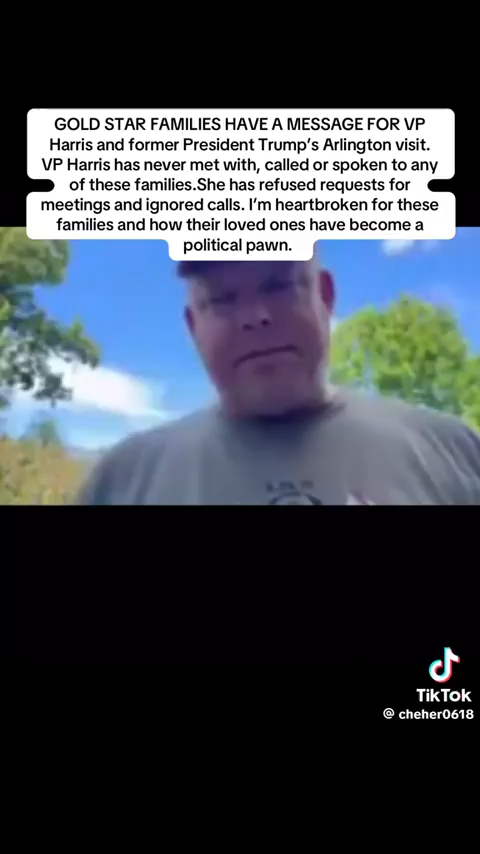 GOLD STAR FAMILIES HAVE A MESSAGE FOR VP
Harris and former President Trump's Arlington visit.
VP Harris has never met with, called or spoken to any
of these families.She has refused requests for
meetings and ignored calls. I'm heartbroken for these
families and how their loved ones have become a
political pawn.
TikTok
@ cheher0618